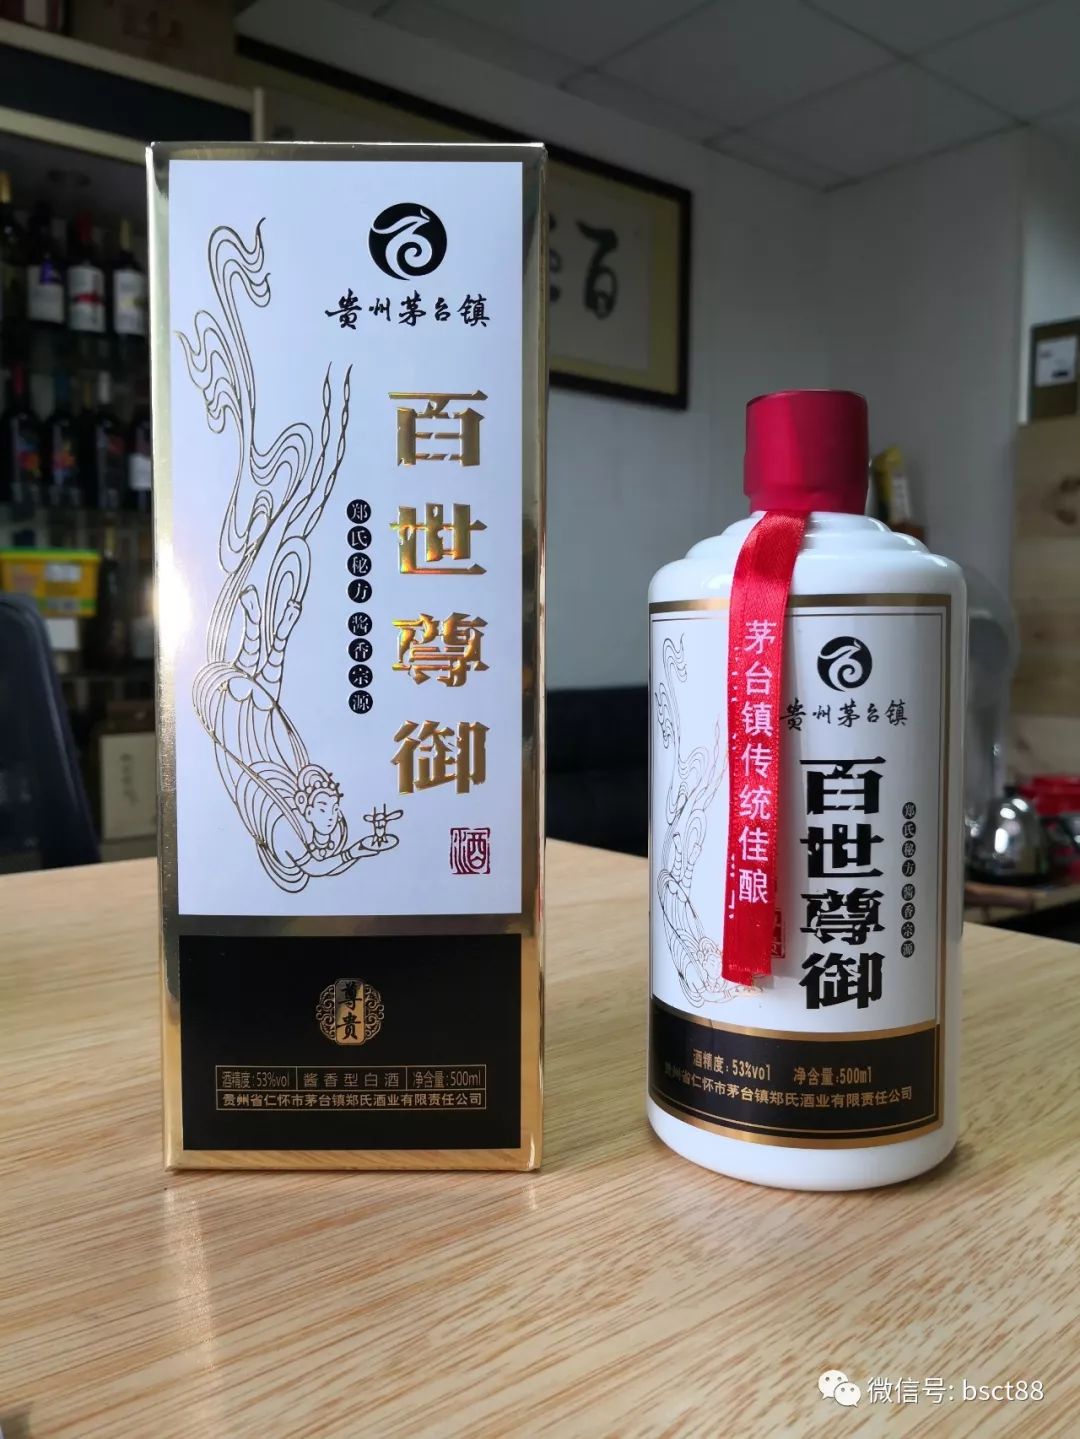 贵州茅台镇
百世尊御
郑氏秘方 酱香宗源
酒
尊贵
酒精度:53%vol 酱香型白酒 净含量:500ml
贵州省仁怀市茅台镇郑氏酒业有限责任公司
茅台镇传统佳酿
贵州茅台镇
百世尊御
郑氏秘方 酱香宗源
酒精度:53%vol 净含量:500ml
贵州省仁怀市茅台镇郑氏酒业有限责任公司
百
微信号: bsct88